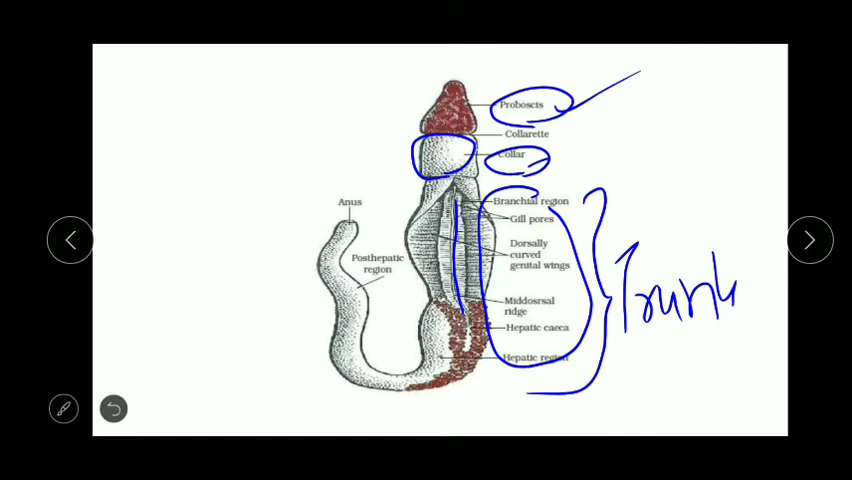 Proboscis
Collarette
Collar
Anus
Branchial region
Gill pores
Dorsally
curved
genital wings
Posthepatic
region
Trunk
Middosrsal
ridge
Hepatic caeca
Hepatic region